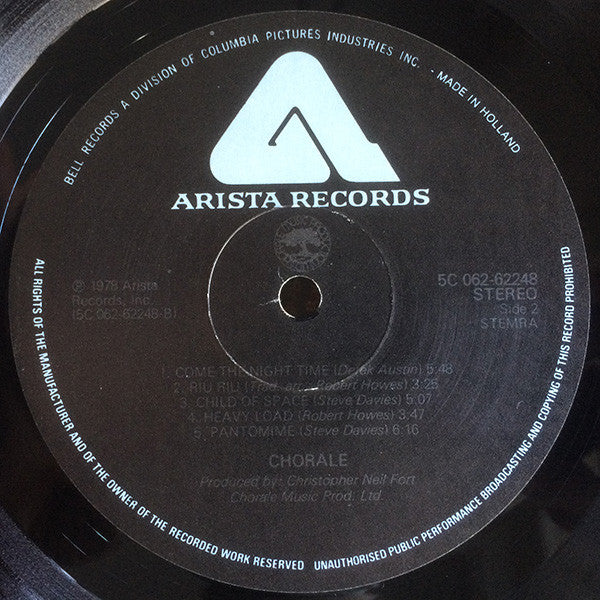 BELL RECORDS A DIVISION OF COLUMBIA PICTURES INDUSTRIES INC. - MADE IN HOLLAND
ARISTA RECORDS
℗ 1978 Arista
Records, Inc.
(5C 062-62248-B)
5C 062-62248
STEREO
Side 2
STEMRA
1. COME THE NIGHT TIME (Derek Austin) 5:48
2. RIU RIU (Trad. arr. Robert Howes) 3:25
3. CHILD OF SPACE (Steve Davies) 5:07
4. HEAVY LOAD (Robert Howes) 3:47
5. PANTOMIME (Steve Davies) 6:16
CHORALE
Produced by: Christopher Neil Fort
Chorale Music Prod. Ltd.
ALL RIGHTS OF THE MANUFACTURER AND OF THE OWNER OF THE RECORDED WORK RESERVED UNAUTHORISED PUBLIC PERFORMANCE BROADCASTING AND COPYING OF THIS RECORD PROHIBITED